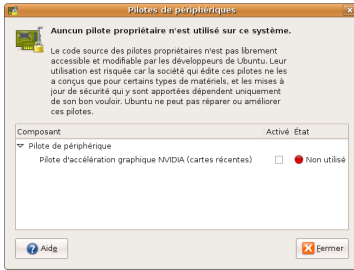 Pilotes de périphériques
Aucun pilote propriétaire n'est utilisé sur ce système.
Le code source des pilotes propriétaires n'est pas librement
accessible et modifiable par les développeurs de Ubuntu. Leur
utilisation est risquée car la société qui édite ces pilotes ne les
a conçus que pour certains types de matériels, et les mises à
jour de sécurité qui y sont apportées dépendent uniquement
de son bon vouloir. Ubuntu ne peut pas réparer ou améliorer
ces pilotes.
Composant Activé État
Pilote de périphérique
Pilote d'accélération graphique NVIDIA (cartes récentes) Non utilisé
Aide Fermer